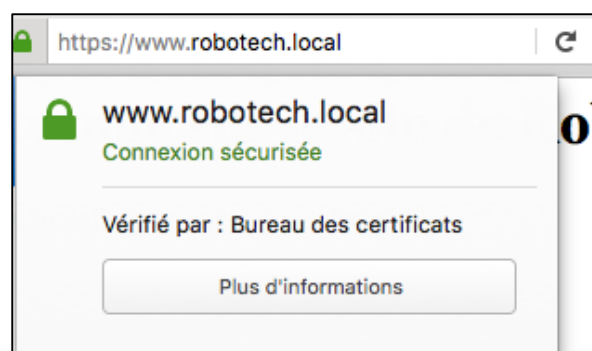 https://www.robotech.local
www.robotech.local
Connexion sécurisée
Vérifié par : Bureau des certificats
Plus d'informations